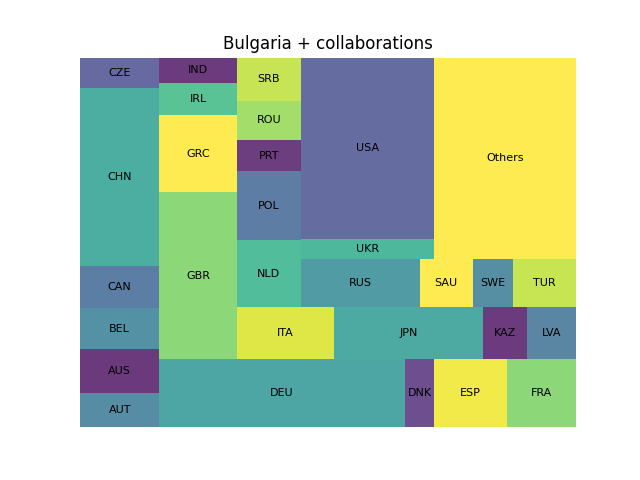 Bulgaria + collaborations
CZE
IND
SRB
IRL
ROU
USA
GRC
PRT
Others
CHN
POL
UKR
GBR
NLD
RUS
SAU
SWE
TUR
CAN
BEL
ITA
JPN
KAZ
LVA
AUS
DEU
DNK
ESP
FRA
AUT